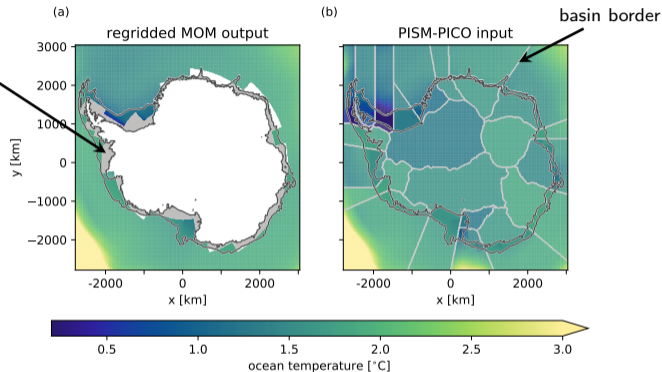 (a)
(b)
basin border
regridded MOM output
PISM-PICO input
3000
2000
1000
0
−1000
−2000
y [km]
-2000 0 2000
x [km]
-2000 0 2000
x [km]
0.5 1.0 1.5 2.0 2.5 3.0
ocean temperature [°C]